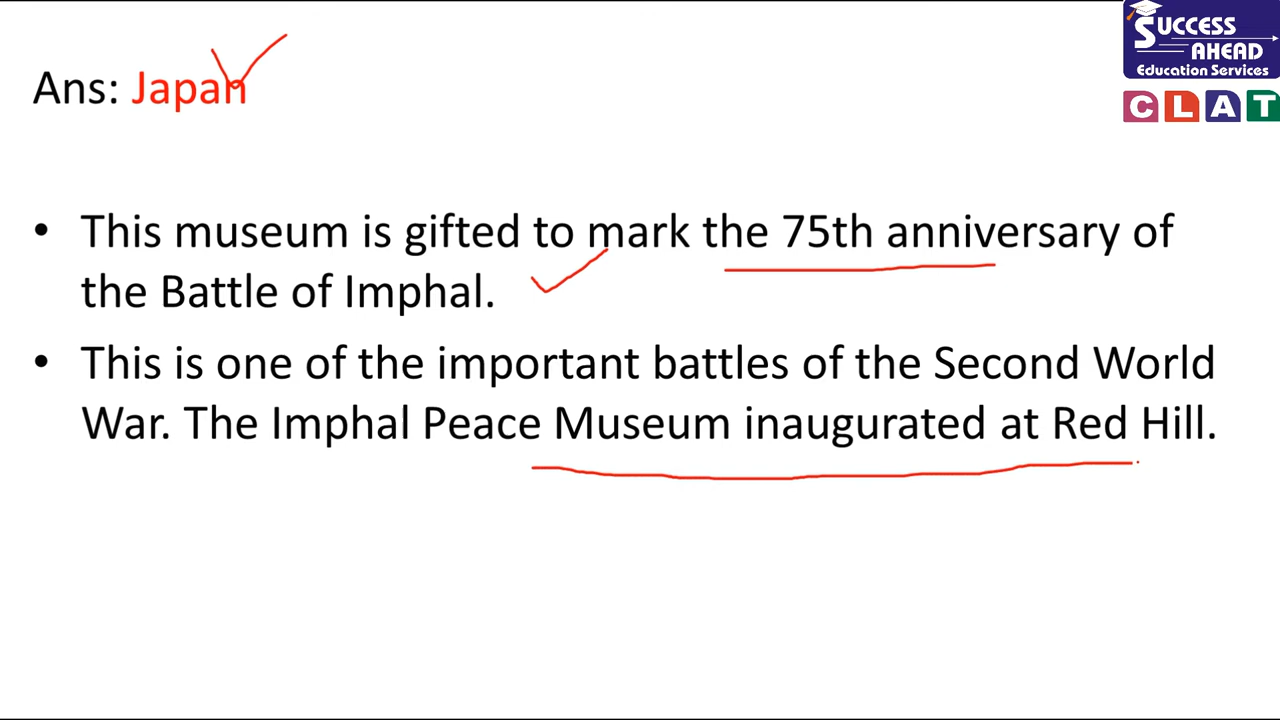 SUCCESS
AHEAD
Education Services
CLAT
Ans: Japan
• This museum is gifted to mark the 75th anniversary of
the Battle of Imphal.
• This is one of the important battles of the Second World
War. The Imphal Peace Museum inaugurated at Red Hill.